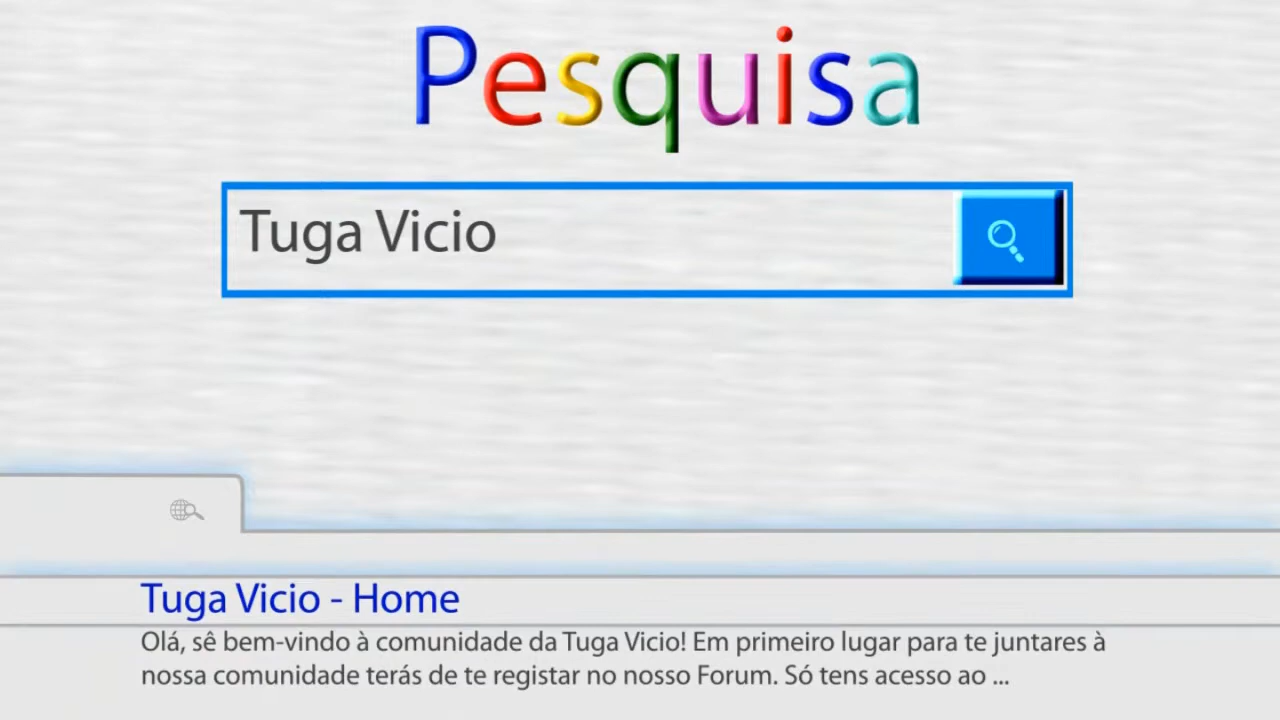 Pesquisa
Tuga Vicio
Tuga Vicio - Home
Olá, sê bem-vindo à comunidade da Tuga Vicio! Em primeiro lugar para te juntares à
nossa comunidade terás de te registar no nosso Forum. Só tens acesso ao ...